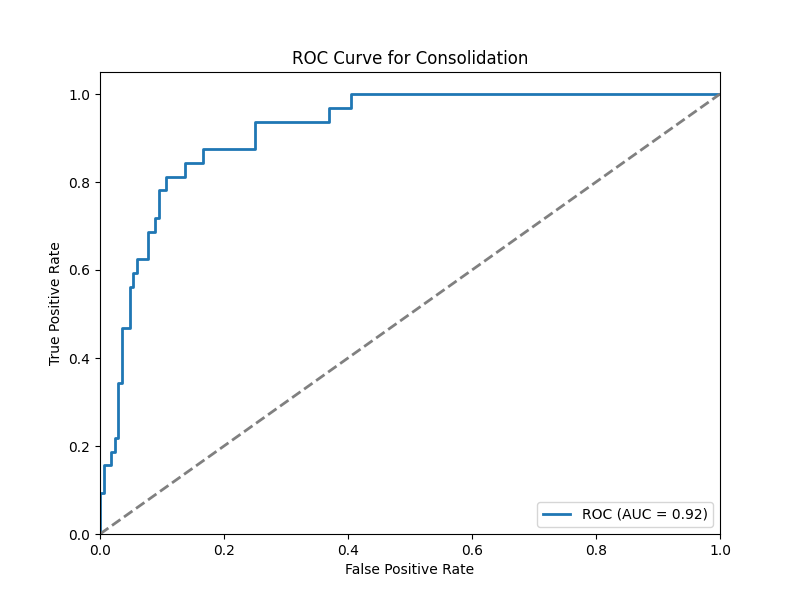 ROC Curve for Consolidation
True Positive Rate
1.0
0.8
0.6
0.4
0.2
0.0
0.0 0.2 0.4 0.6 0.8 1.0
False Positive Rate
ROC (AUC = 0.92)